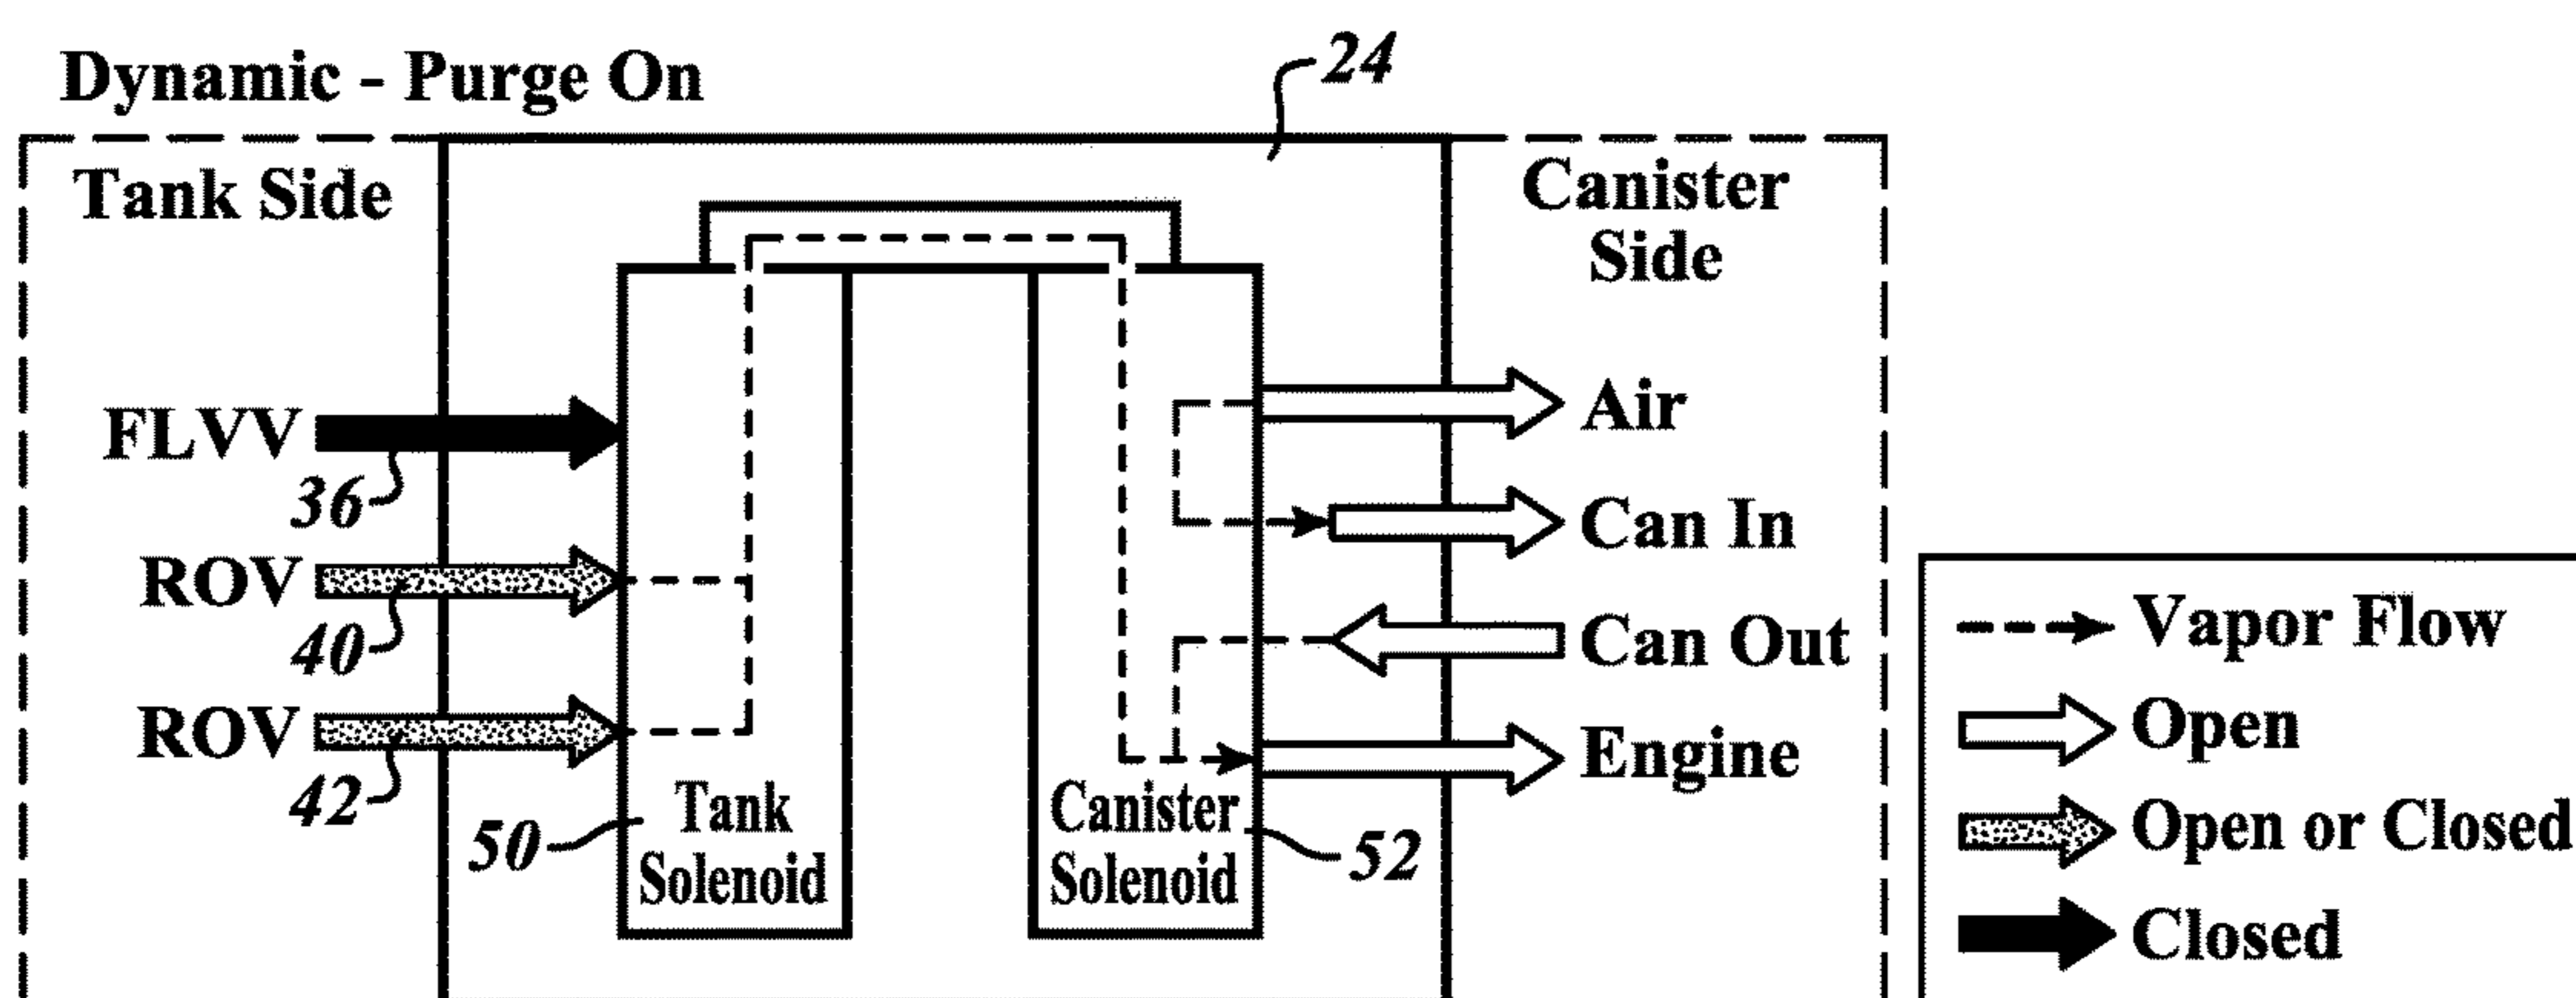 Dynamic - Purge On
24
Tank Side
Canister
Side
FLVV
36
ROV
40
ROV
42
50
Tank
Solenoid
Canister
Solenoid
52
Air
Can In
Can Out
Engine
Vapor Flow
Open
Open or Closed
Closed